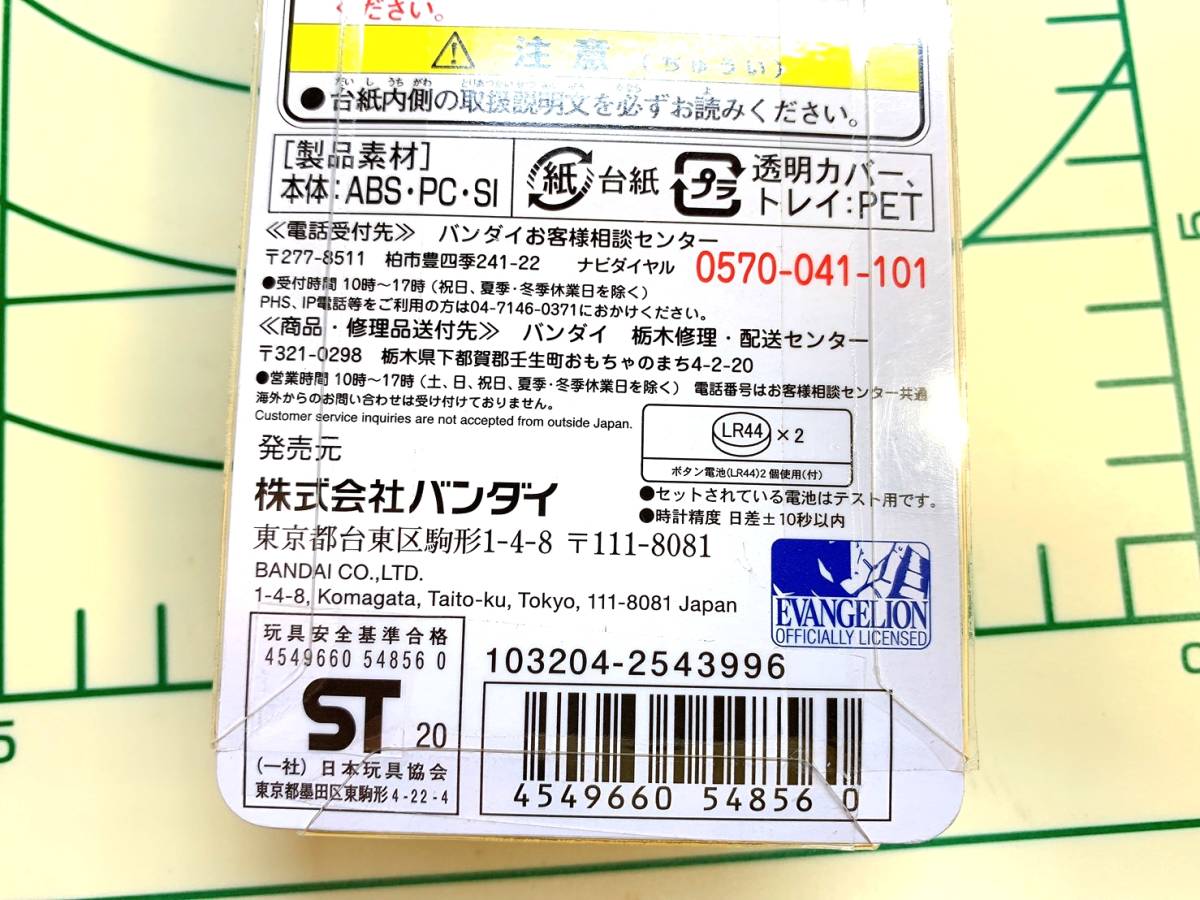 ください。
注意(ちゅうい)
●台紙内側の取扱説明文を必ずお読みください。
[製品素材]
本体:ABS・PC・SI
紙 台紙
プラ 透明カバー、
トレイ:PET
≪電話受付先≫ バンダイお客様相談センター
〒277-8511 柏市豊四季241-22 ナビダイヤル 0570-041-101
●受付時間 10時〜17時(祝日、夏季・冬季休業日を除く)
PHS、IP電話等をご利用の方は04-7146-0371におかけください。
≪商品・修理品送付先≫ バンダイ 栃木修理・配送センター
〒321-0298 栃木県下都賀郡壬生町おもちゃのまち4-2-20
●営業時間 10時〜17時(土、日、祝日、夏季・冬季休業日を除く) 電話番号はお客様相談センター共通
海外からのお問い合わせは受け付けておりません。
Customer service inquiries are not accepted from outside Japan.
LR44 ×2
ボタン電池(LR44)2個使用(付)
●セットされている電池はテスト用です。
●時計精度 日差±10秒以内
発売元
株式会社バンダイ
東京都台東区駒形1-4-8 〒111-8081
BANDAI CO.,LTD.
1-4-8, Komagata, Taito-ku, Tokyo, 111-8081 Japan
EVANGELION
OFFICIALLY LICENSED
玩具安全基準合格
4549660 54856 0
ST 20
(一社)日本玩具協会
東京都墨田区東駒形4-22-4
103204-2543996
4549660 548560
5